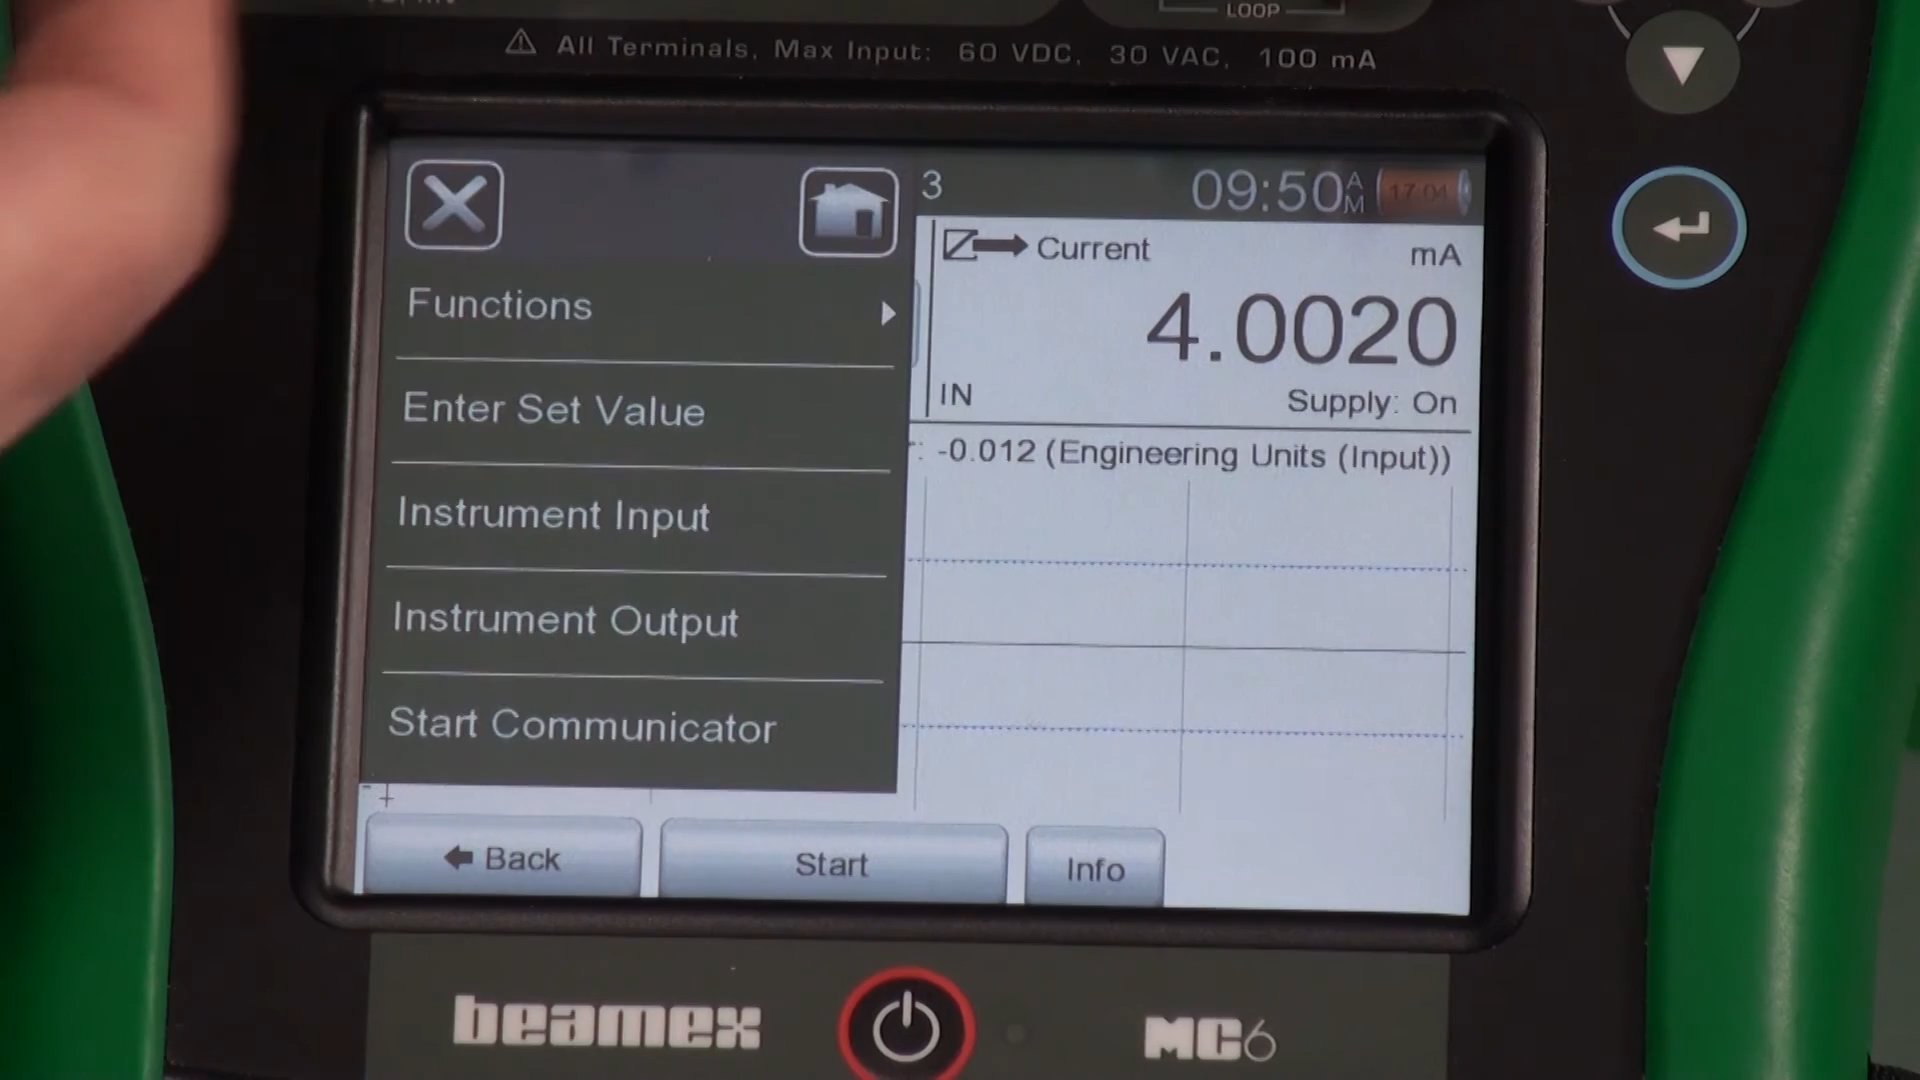 LOOP
⚠ All Terminals, Max Input: 60 VDC, 30 VAC, 100 mA
3 09:50 AM 17:04
Current mA
4.0020
IN Supply: On
: -0.012 (Engineering Units (Input))
Functions
Enter Set Value
Instrument Input
Instrument Output
Start Communicator
Back Start Info
beamex MC6